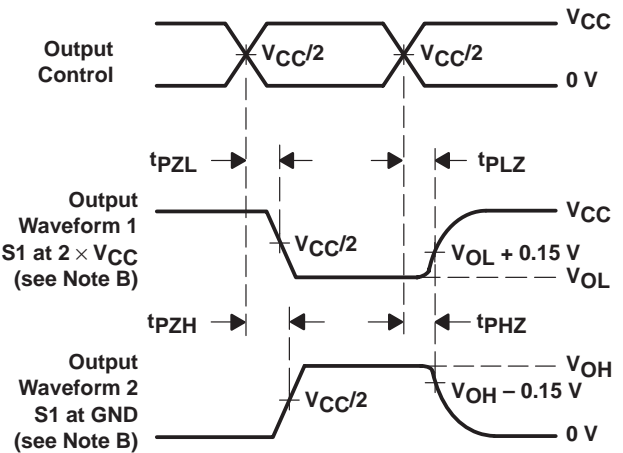 Output
Control
VCC/2
VCC/2
VCC
0 V
tPZL
tPLZ
Output
Waveform 1
S1 at 2 × VCC
(see Note B)
VCC/2
VCC
VOL + 0.15 V
VOL
tPZH
tPHZ
Output
Waveform 2
S1 at GND
(see Note B)
VCC/2
VOH
VOH – 0.15 V
0 V